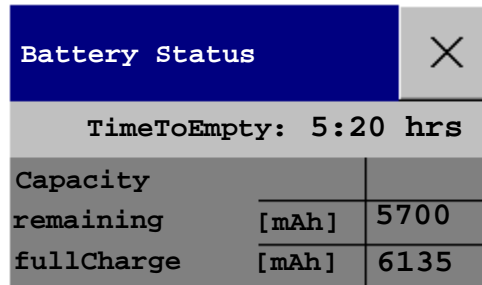 Battery Status
TimeToEmpty: 5:20 hrs
Capacity
remaining [mAh] 5700
fullCharge [mAh] 6135